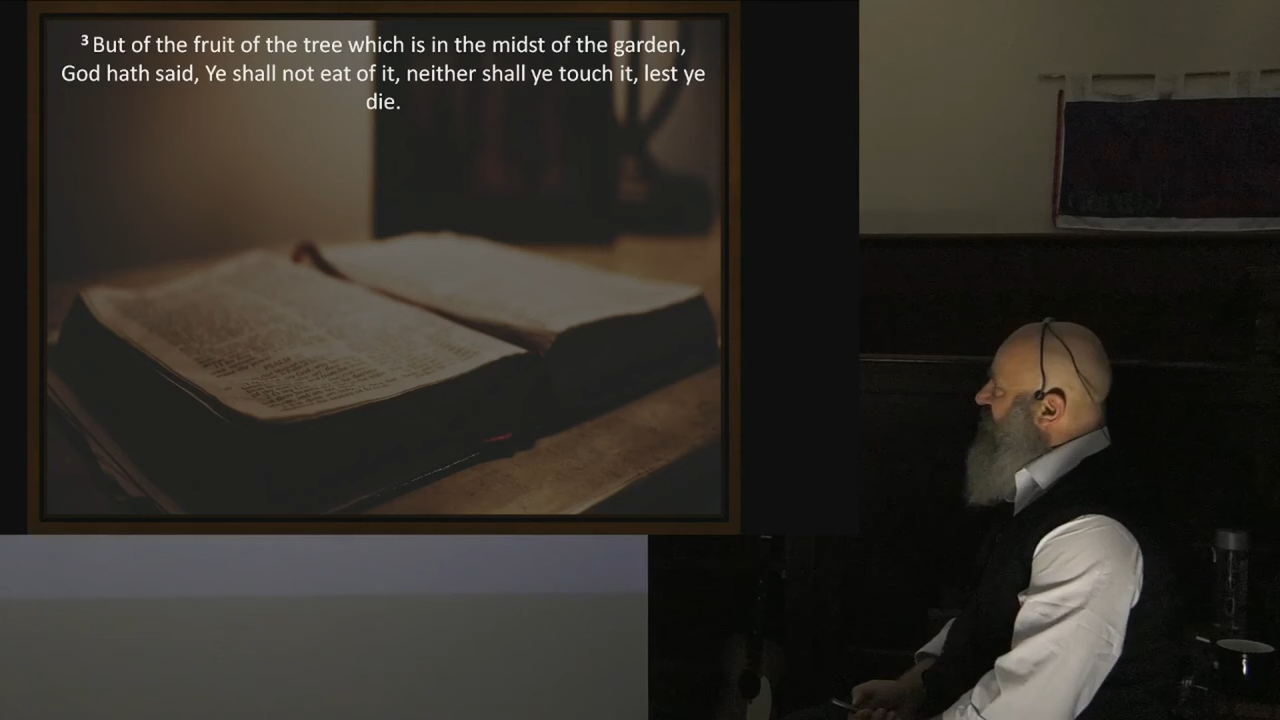 ³ But of the fruit of the tree which is in the midst of the garden,
God hath said, Ye shall not eat of it, neither shall ye touch it, lest ye
die.